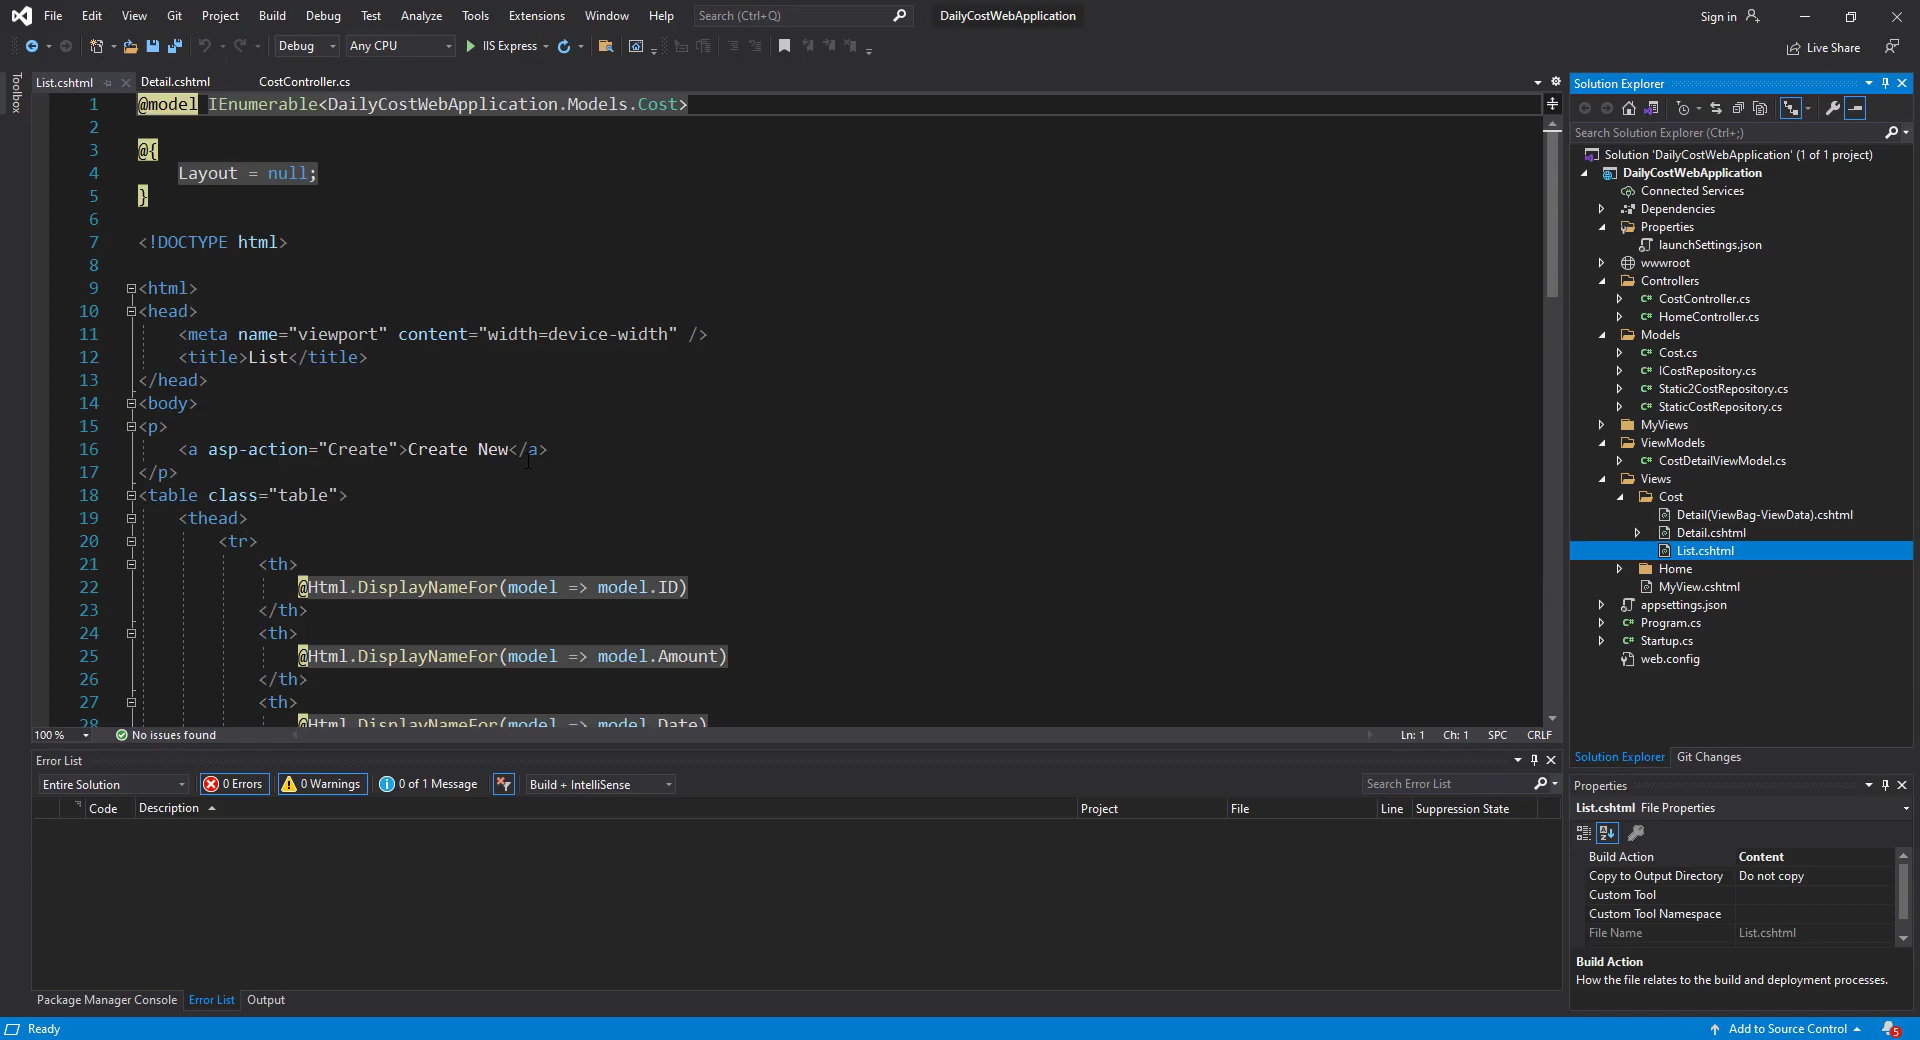 File Edit View Git Project Build Debug Test Analyze Tools Extensions Window Help Search (Ctrl+Q) DailyCostWebApplication Sign in
Debug Any CPU IIS Express Live Share
Toolbox
List.cshtml Detail.cshtml CostController.cs
1 @model IEnumerable<DailyCostWebApplication.Models.Cost>
2
3 @{
4 Layout = null;
5 }
6
7 <!DOCTYPE html>
8
9 <html>
10 <head>
11 <meta name="viewport" content="width=device-width" />
12 <title>List</title>
13 </head>
14 <body>
15 <p>
16 <a asp-action="Create">Create New</a>
17 </p>
18 <table class="table">
19 <thead>
20 <tr>
21 <th>
22 @Html.DisplayNameFor(model => model.ID)
23 </th>
24 <th>
25 @Html.DisplayNameFor(model => model.Amount)
26 </th>
27 <th>
28 @Html.DisplayNameFor(model => model.Date)
100 % No issues found Ln: 1 Ch: 1 SPC CRLF
Error List
Entire Solution 0 Errors 0 Warnings 0 of 1 Message Build + IntelliSense Search Error List
Code Description Project File Line Suppression State
Package Manager Console Error List Output
Solution Explorer
Search Solution Explorer (Ctrl+;)
Solution 'DailyCostWebApplication' (1 of 1 project)
DailyCostWebApplication
Connected Services
Dependencies
Properties
launchSettings.json
wwwroot
Controllers
CostController.cs
HomeController.cs
Models
Cost.cs
ICostRepository.cs
Static2CostRepository.cs
StaticCostRepository.cs
MyViews
ViewModels
CostDetailViewModel.cs
Views
Cost
Detail(ViewBag-ViewData).cshtml
Detail.cshtml
List.cshtml
Home
MyView.cshtml
appsettings.json
Program.cs
Startup.cs
web.config
Solution Explorer Git Changes
Properties
List.cshtml File Properties
Build Action Content
Copy to Output Directory Do not copy
Custom Tool
Custom Tool Namespace
File Name List.cshtml
Build Action
How the file relates to the build and deployment processes.
Ready Add to Source Control 5